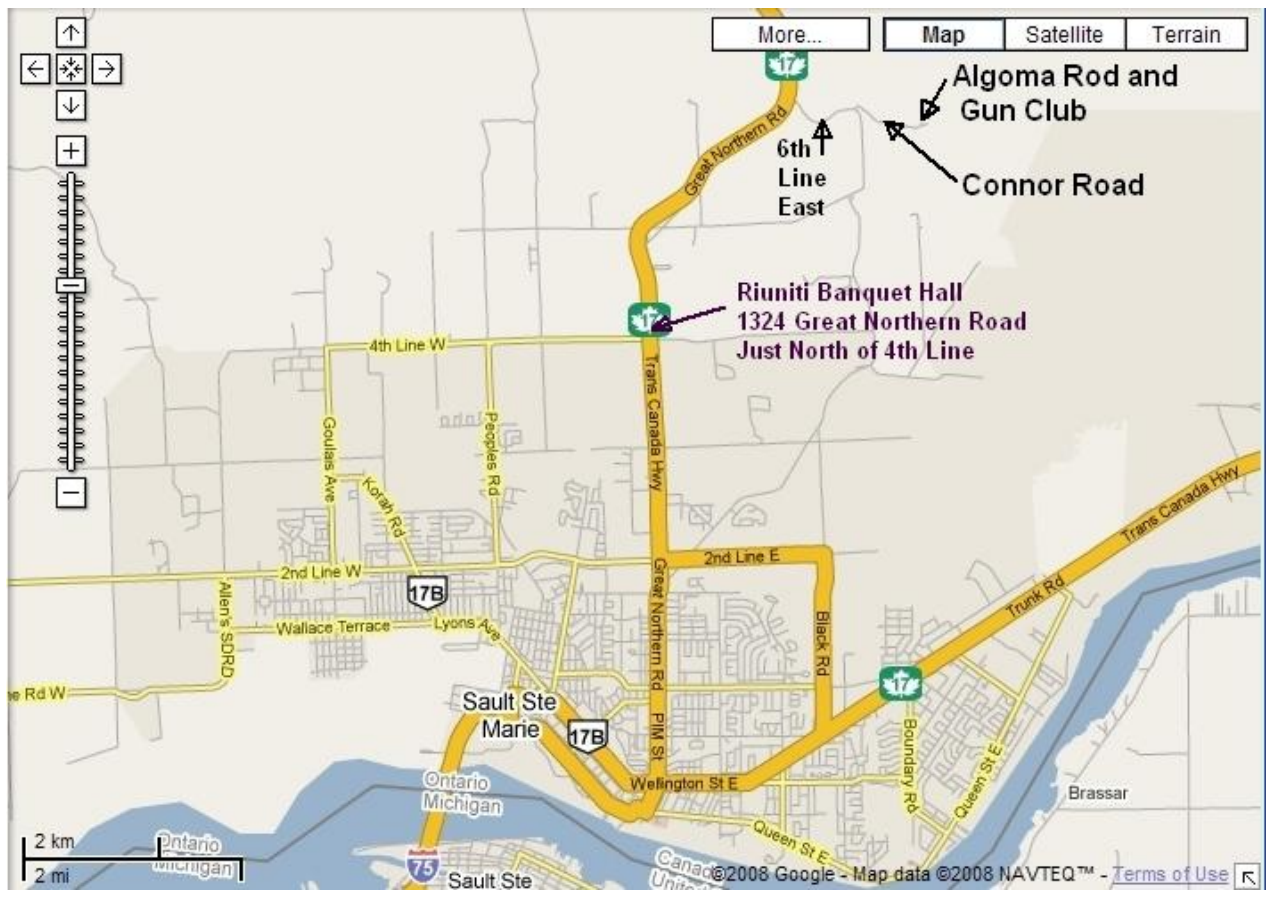 More...
Map
Satellite
Terrain
17
Algoma Rod and
Gun Club
Great Northern Rd
6th
Line
East
Connor Road
Riuniti Banquet Hall
1324 Great Northern Road
Just North of 4th Line
17
4th Line W
Trans Canada Hwy
Goulais Ave
Peoples Rd
Korah Rd
Trans Canada Hwy
2nd Line E
2nd Line W
17B
Great Northern Rd
Allen's SDRD
Wallace Terrace
Lyons Ave
Black Rd
Trunk Rd
17
e Rd W
Sault Ste
Marie
17B
PIM St
Boundary Rd
Queen St E
Wellington St E
Ontario
Michigan
Brassar
Queen St E
2 km
2 mi
Ontario
Michigan
75
Sault Ste
Canad
United
©2008 Google - Map data ©2008 NAVTEQ™ - Terms of Use